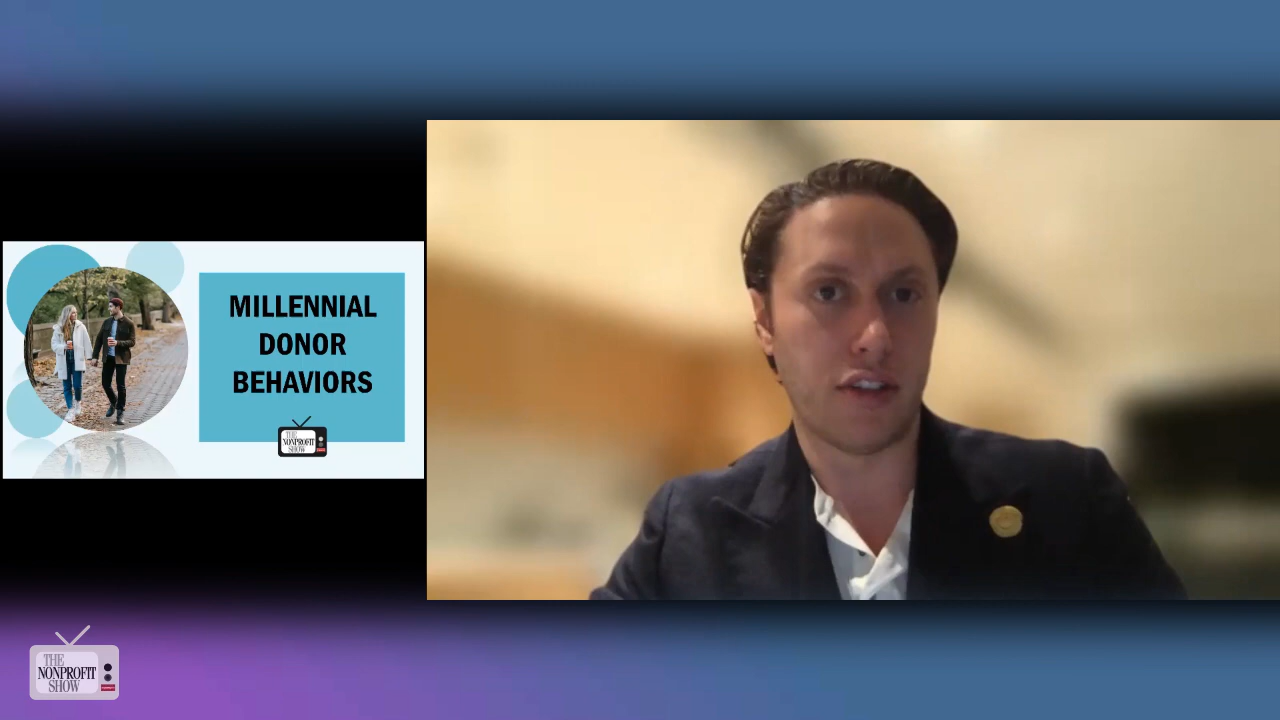 MILLENNIAL
DONOR
BEHAVIORS
THE
NONPROFIT
SHOW
THE
NONPROFIT
SHOW